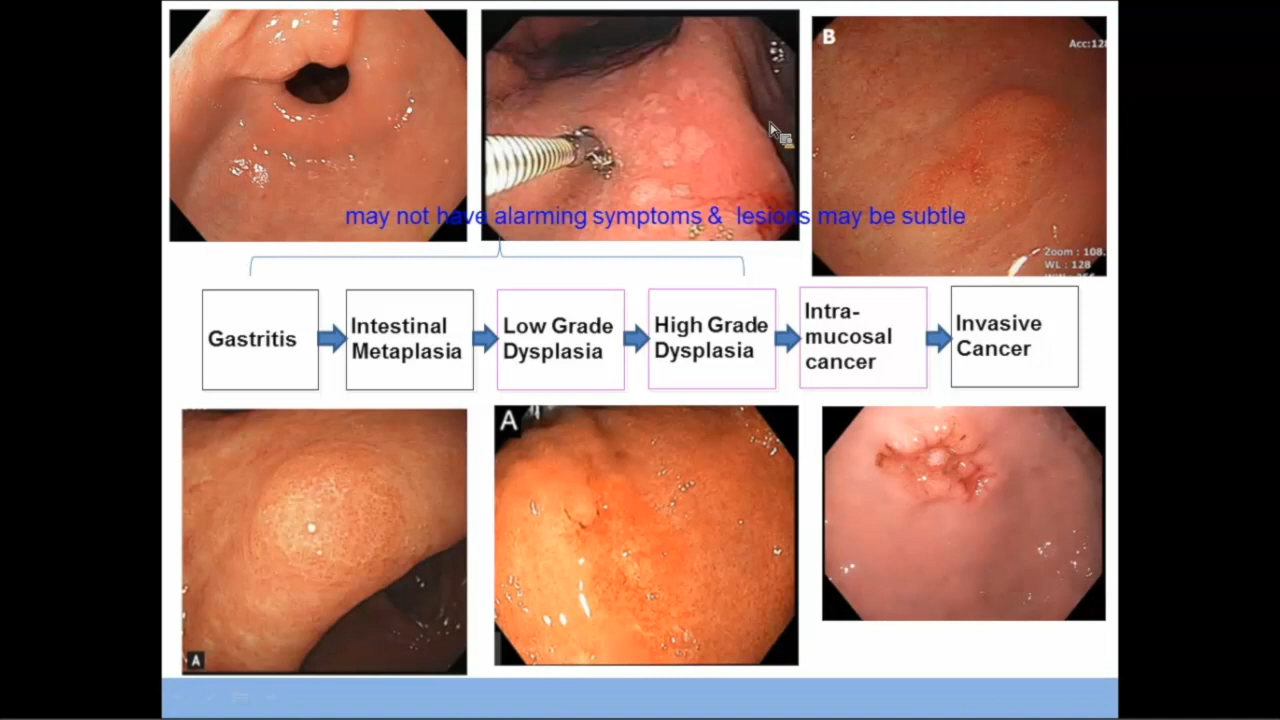 B
Acc:128
Zoom : 108.
WL : 128
may not have alarming symptoms & lesions may be subtle
Gastritis
Intestinal
Metaplasia
Low Grade
Dysplasia
High Grade
Dysplasia
Intra-
mucosal
cancer
Invasive
Cancer
A
A